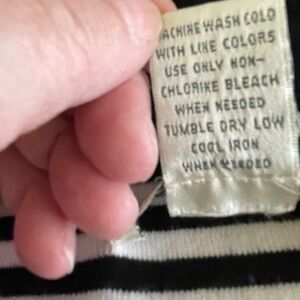 MACHINE WASH COLD
WITH LIKE COLORS
USE ONLY NON-
CHLORINE BLEACH
WHEN NEEDED
TUMBLE DRY LOW
COOL IRON
WHEN NEEDED